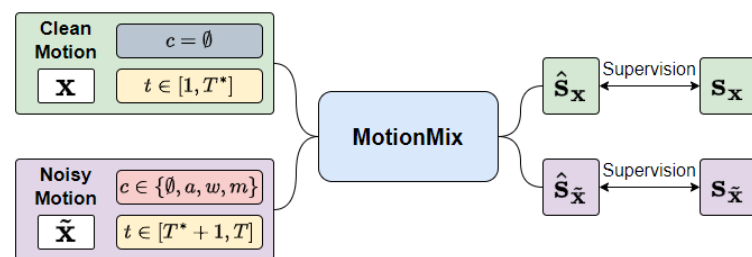 Clean
Motion
x
c = ∅
t ∈ [1, T*]
Noisy
Motion
x̃
c ∈ {∅, a, w, m}
t ∈ [T* + 1, T]
MotionMix
ŝ_x
Supervision
s_x
ŝ_x̃
Supervision
s_x̃